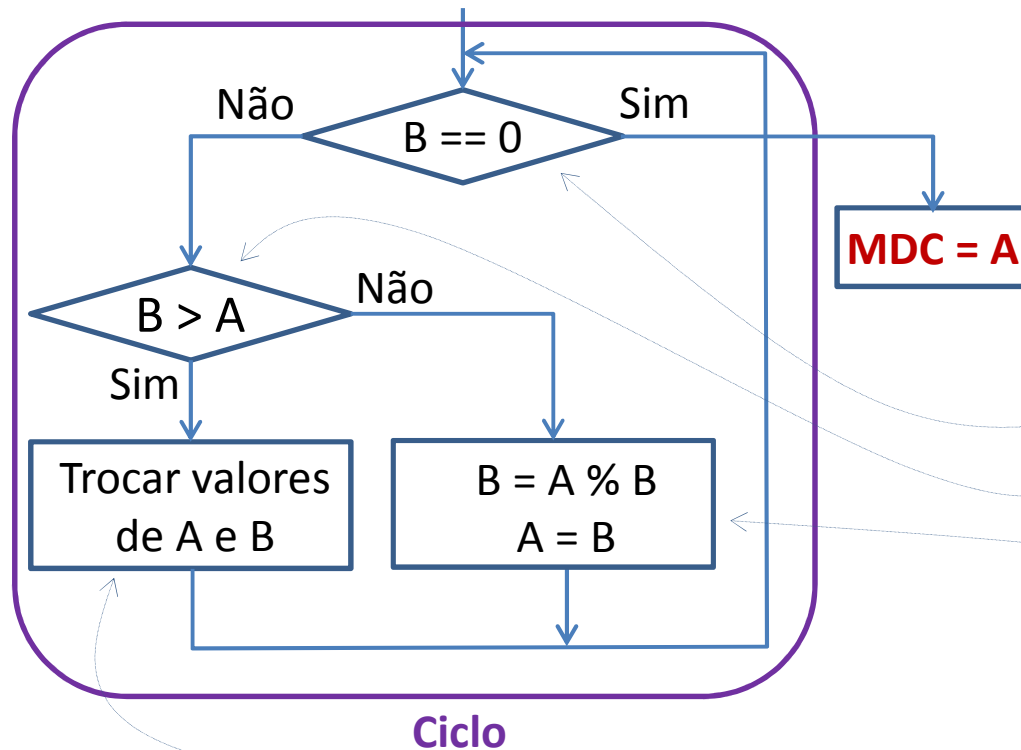 Não
Sim
B == 0
MDC = A
B > A
Não
Sim
Trocar valores
de A e B
B = A % B
A = B
Ciclo